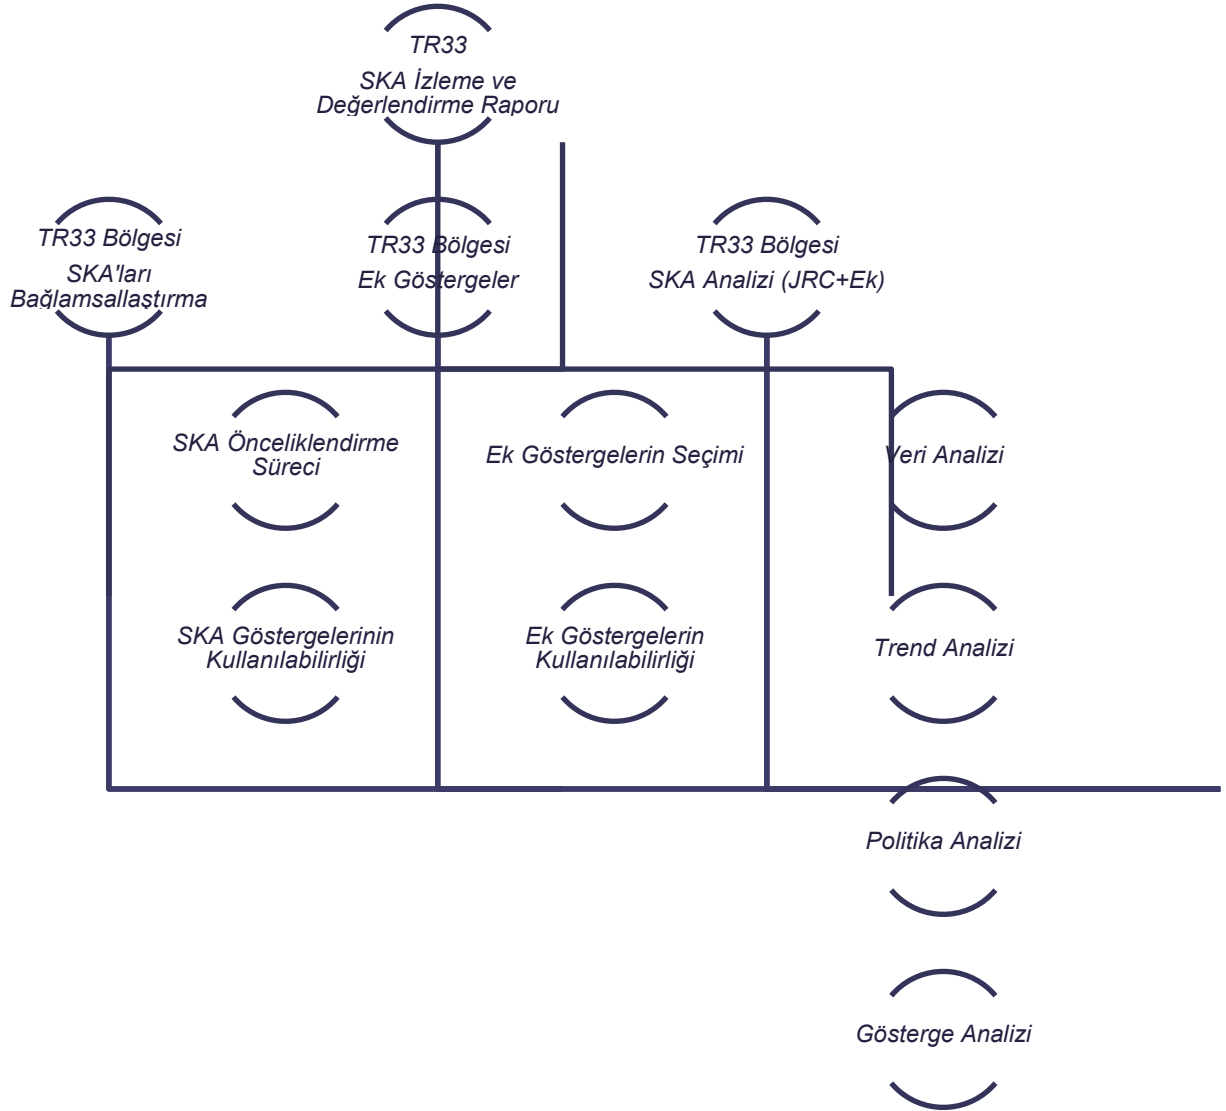 TR33
SKA İzleme ve
Değerlendirme Raporu
TR33 Bölgesi
SKA'ları
Bağlamsallaştırma
TR33 Bölgesi
Ek Göstergeler
TR33 Bölgesi
SKA Analizi (JRC+Ek)
SKA Önceliklendirme
Süreci
Ek Göstergelerin Seçimi
Veri Analizi
SKA Göstergelerinin
Kullanılabilirliği
Ek Göstergelerin
Kullanılabilirliği
Trend Analizi
Politika Analizi
Gösterge Analizi